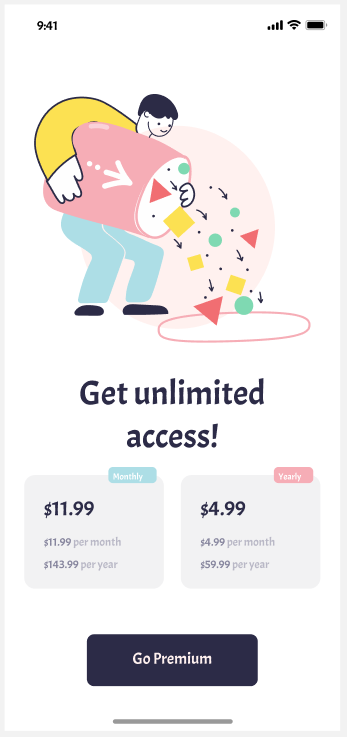 9:41
Get unlimited
access!
Monthly
$11.99
$11.99 per month
$143.99 per year
Yearly
$4.99
$4.99 per month
$59.99 per year
Go Premium